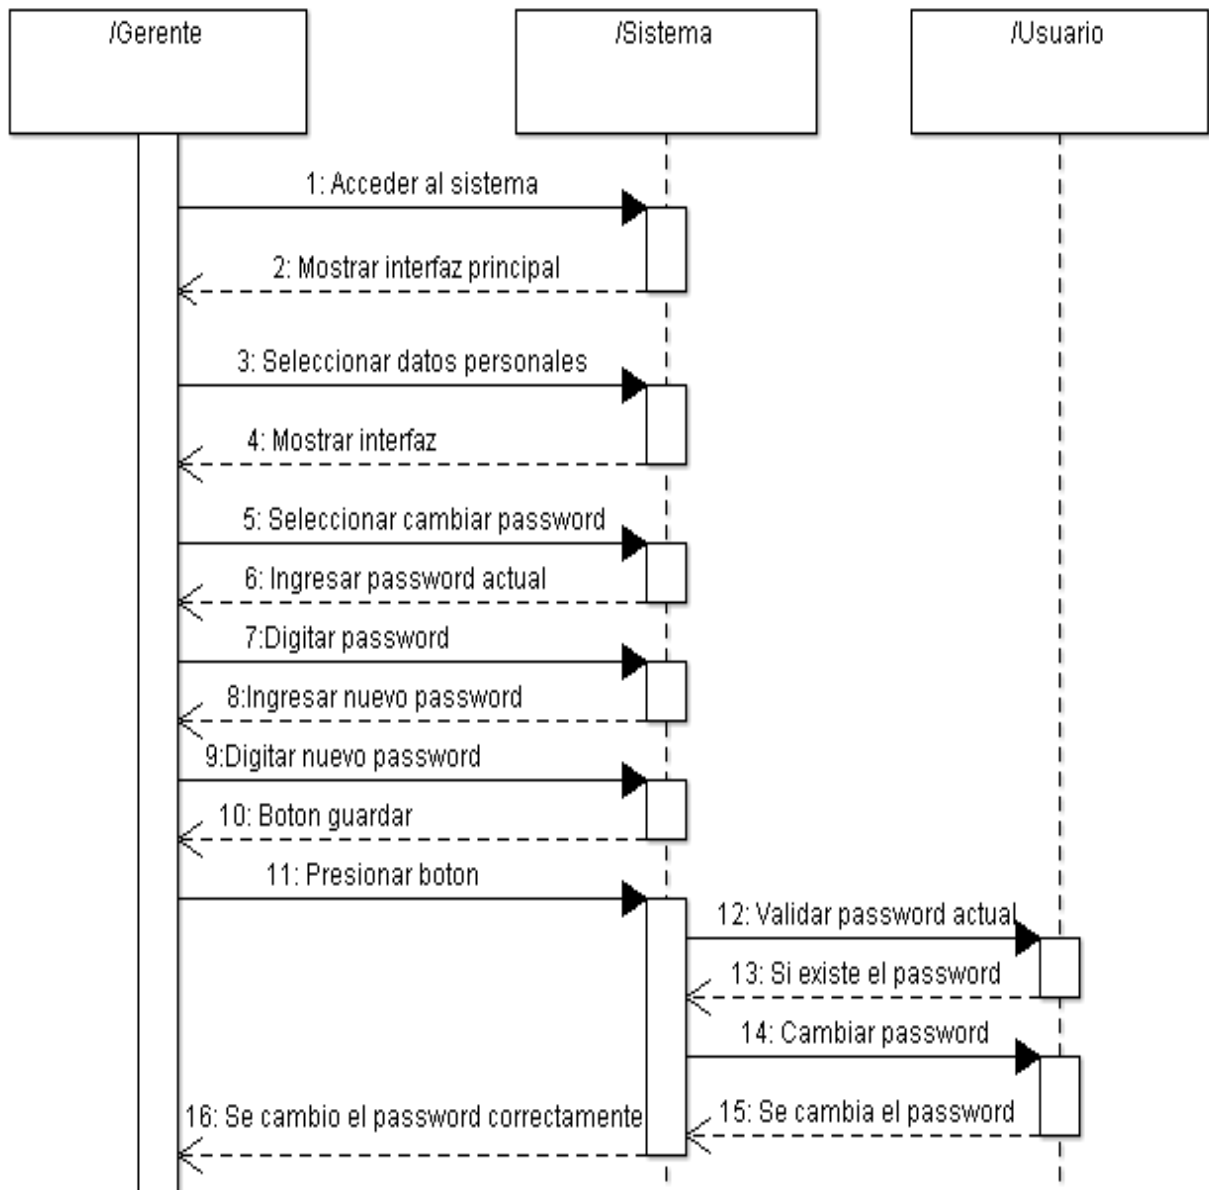 /Gerente
/Sistema
/Usuario
1: Acceder al sistema
2: Mostrar interfaz principal
3: Seleccionar datos personales
4: Mostrar interfaz
5: Seleccionar cambiar password
6: Ingresar password actual
7:Digitar password
8:Ingresar nuevo password
9:Digitar nuevo password
10: Boton guardar
11: Presionar boton
12: Validar password actual
13: Si existe el password
14: Cambiar password
15: Se cambia el password
16: Se cambio el password correctamente